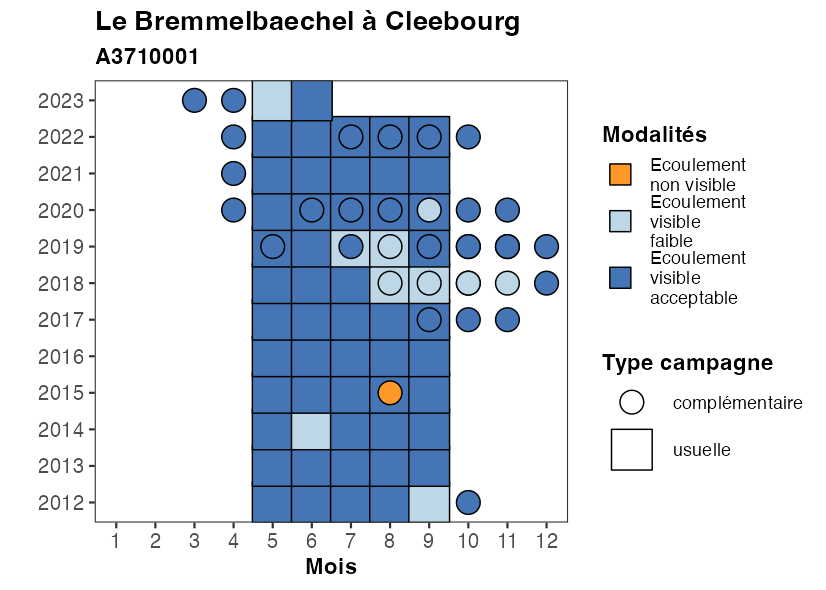 Le Bremmelbaechel à Cleebourg
A3710001
2023
2022
2021
2020
2019
2018
2017
2016
2015
2014
2013
2012
1 2 3 4 5 6 7 8 9 10 11 12
Mois
Modalités
Ecoulement
non visible
Ecoulement
visible
faible
Ecoulement
visible
acceptable
Type campagne
complémentaire
usuelle